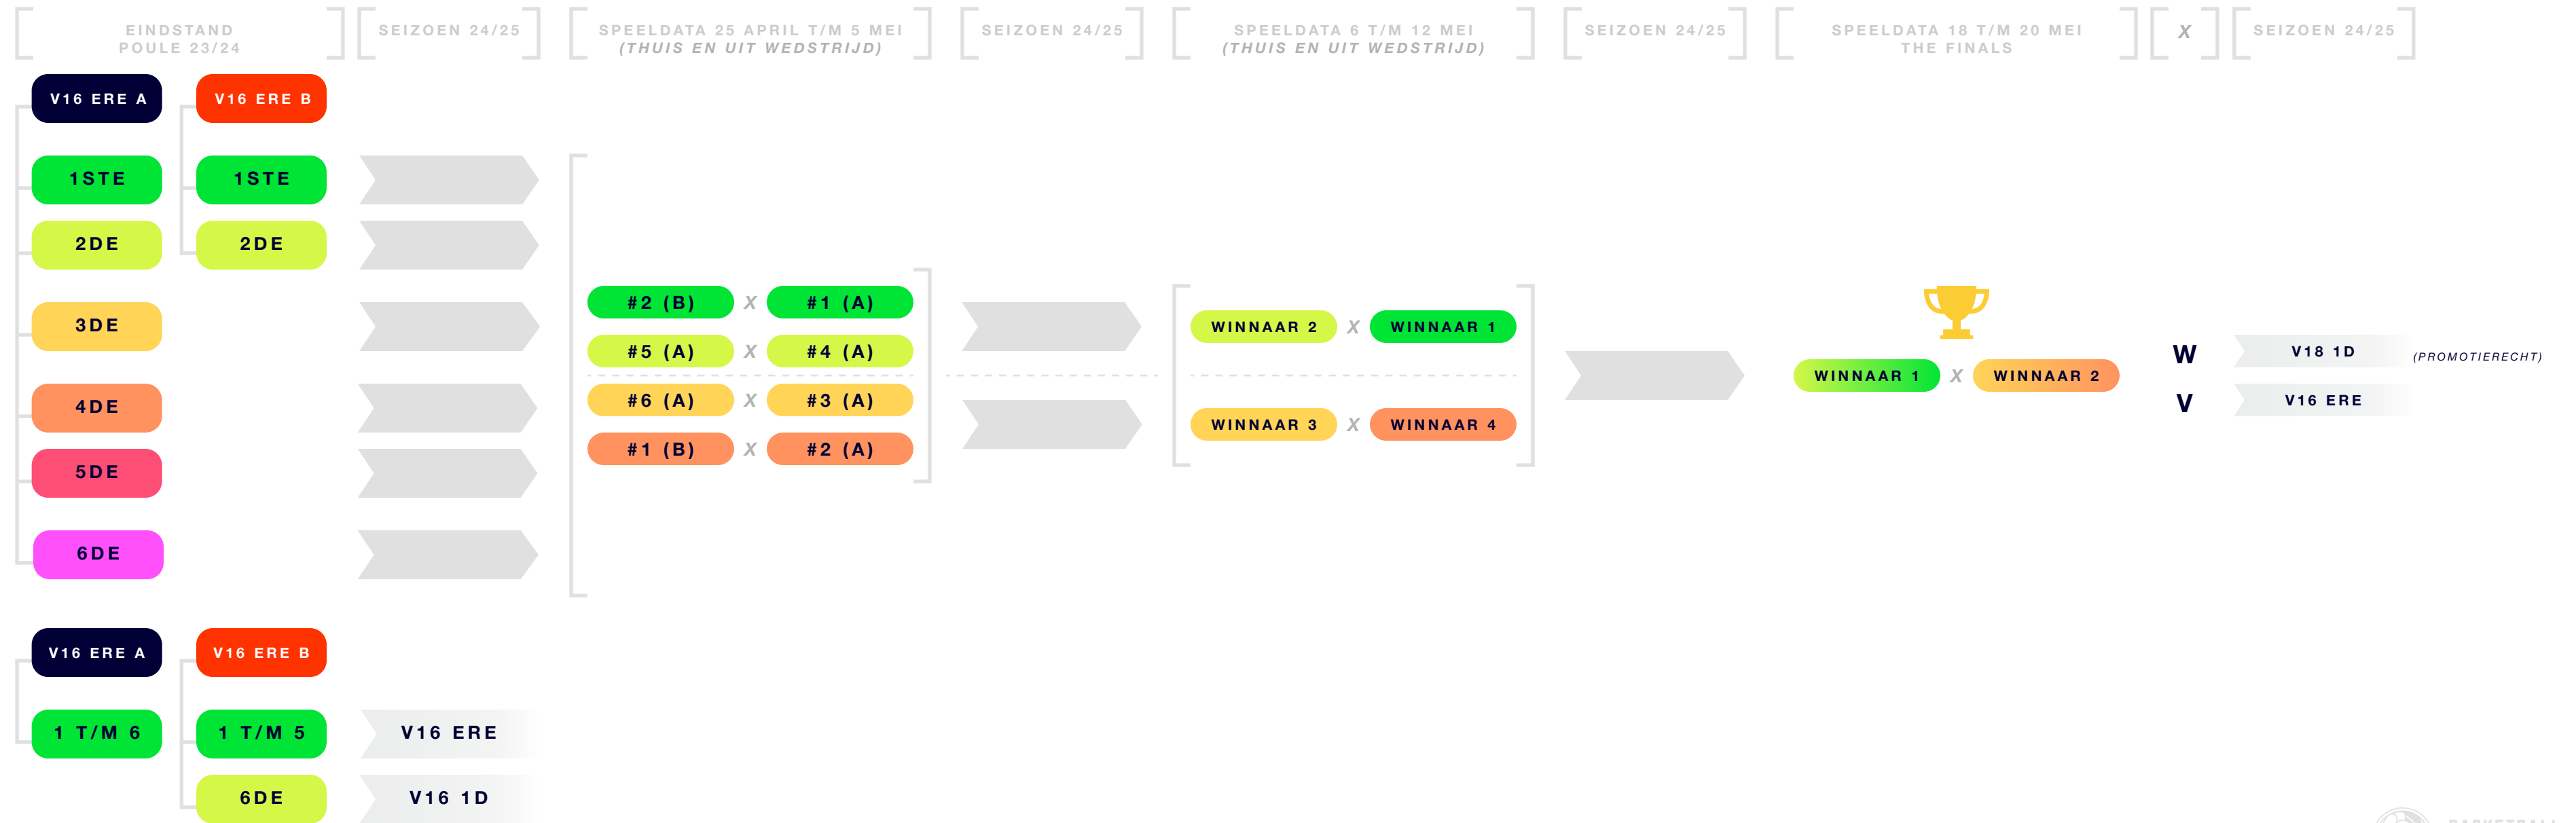 EINDSTAND
POULE 23/24
SEIZOEN 24/25
SPEELDATA 25 APRIL T/M 5 MEI
(THUIS EN UIT WEDSTRIJD)
SEIZOEN 24/25
SPEELDATA 6 T/M 12 MEI
(THUIS EN UIT WEDSTRIJD)
SEIZOEN 24/25
SPEELDATA 18 T/M 20 MEI
THE FINALS
X
SEIZOEN 24/25
V16 ERE A
V16 ERE B
1STE
1STE
2DE
2DE
3DE
4DE
5DE
6DE
#2 (B) X #1 (A)
#5 (A) X #4 (A)
#6 (A) X #3 (A)
#1 (B) X #2 (A)
WINNAAR 2 X WINNAAR 1
WINNAAR 3 X WINNAAR 4
WINNAAR 1 X WINNAAR 2
W V18 1D (PROMOTIERECHT)
V V16 ERE
V16 ERE A
V16 ERE B
1 T/M 6
1 T/M 5
V16 ERE
6DE
V16 1D